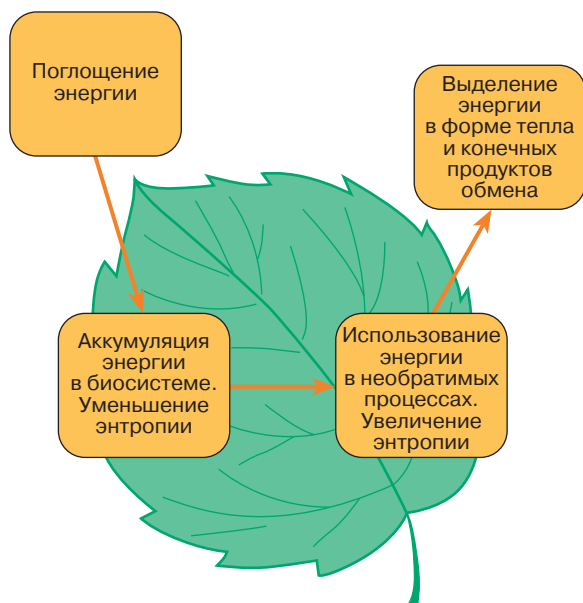 Поглощение
энергии
Выделение
энергии
в форме тепла
и конечных
продуктов
обмена
Аккумуляция
энергии
в биосистеме.
Уменьшение
энтропии
Использование
энергии
в необратимых
процессах.
Увеличение
энтропии